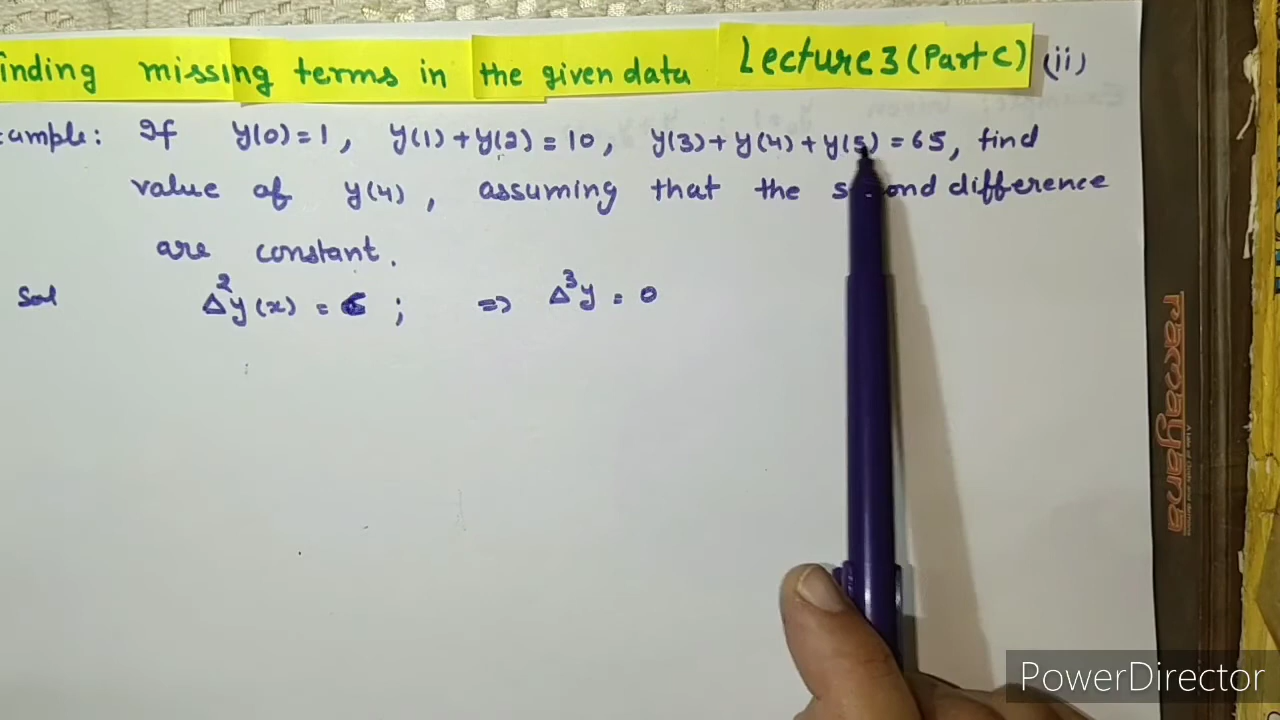 inding missing terms in the given data Lecture 3 (Part C) (ii)
ample: If y(0)=1, y(1)+y(2)=10, y(3)+y(4)+y(5)=65, find
value of y(4), assuming that the second difference
are constant.
Sol Δ²y(x) = C ; => Δ³y = 0
ramayana
PowerDirector